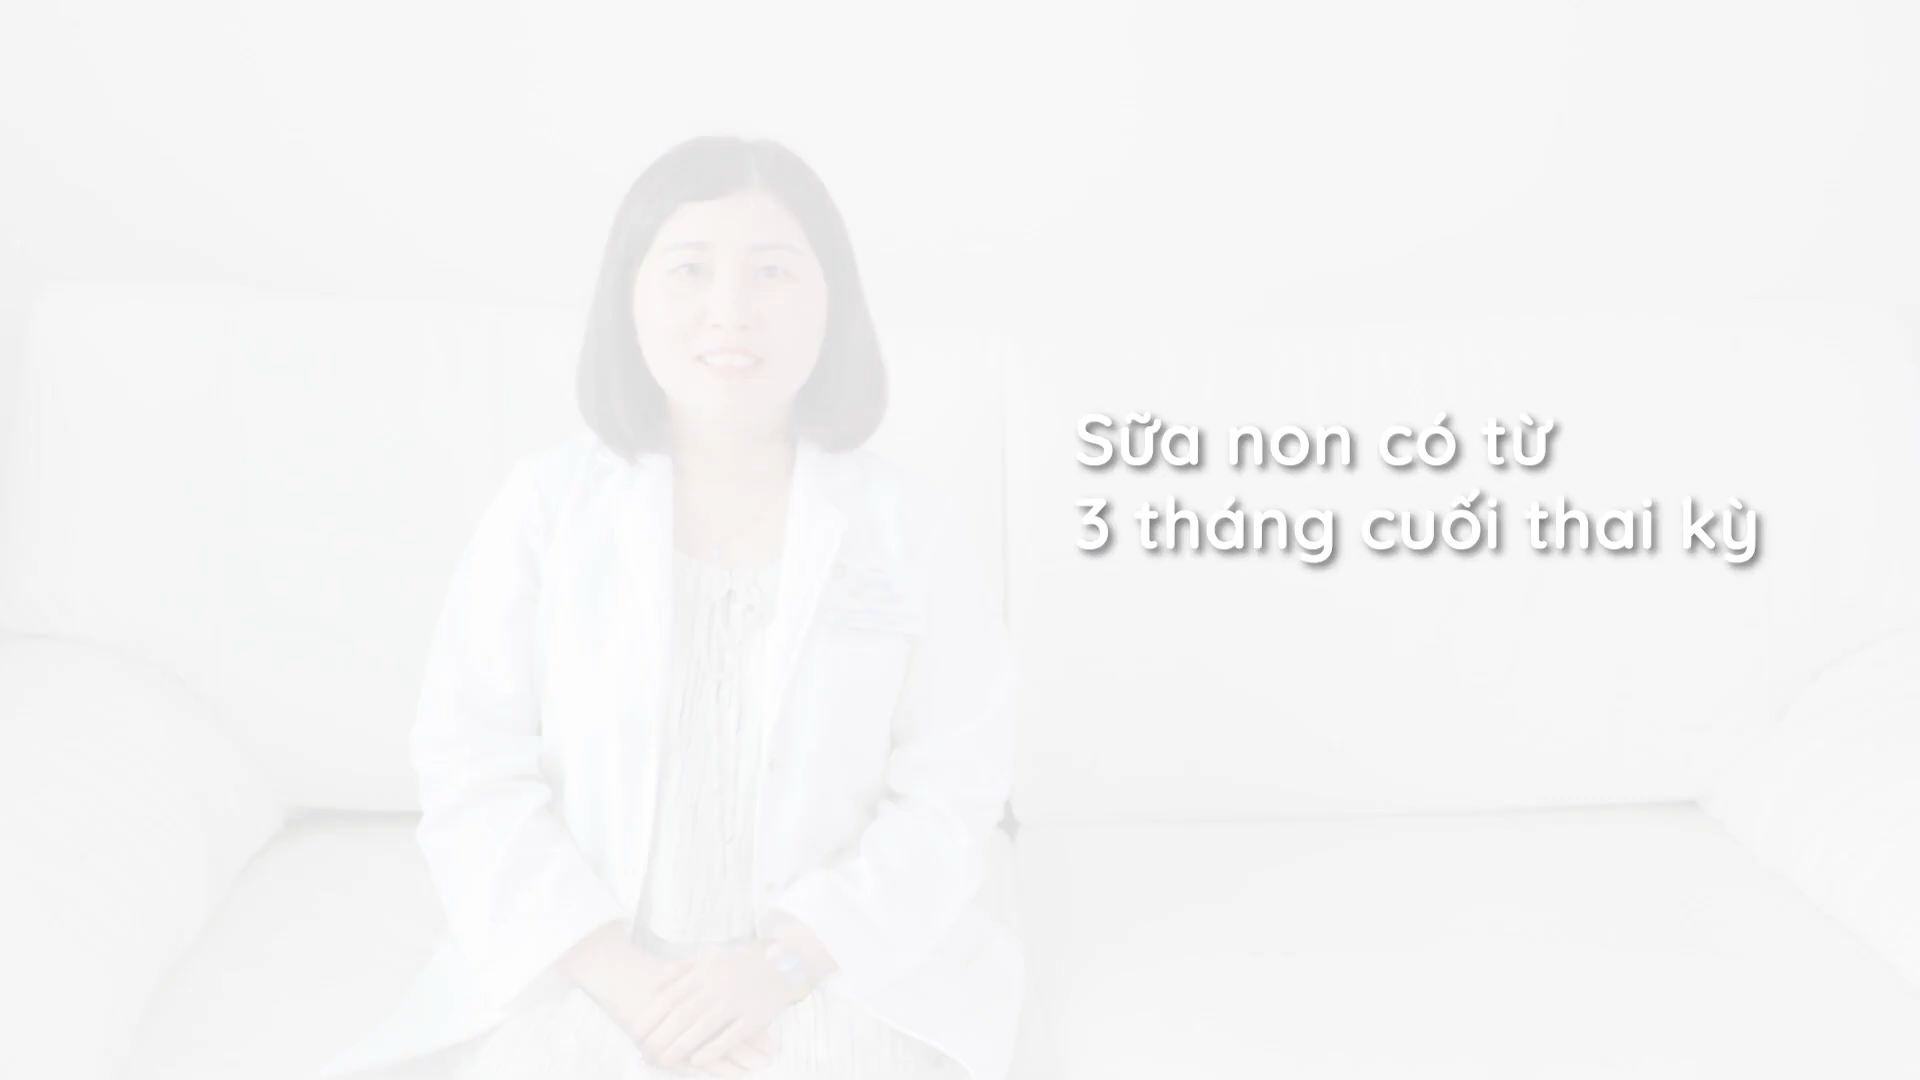 Sữa non có từ
3 tháng cuối thai kỳ